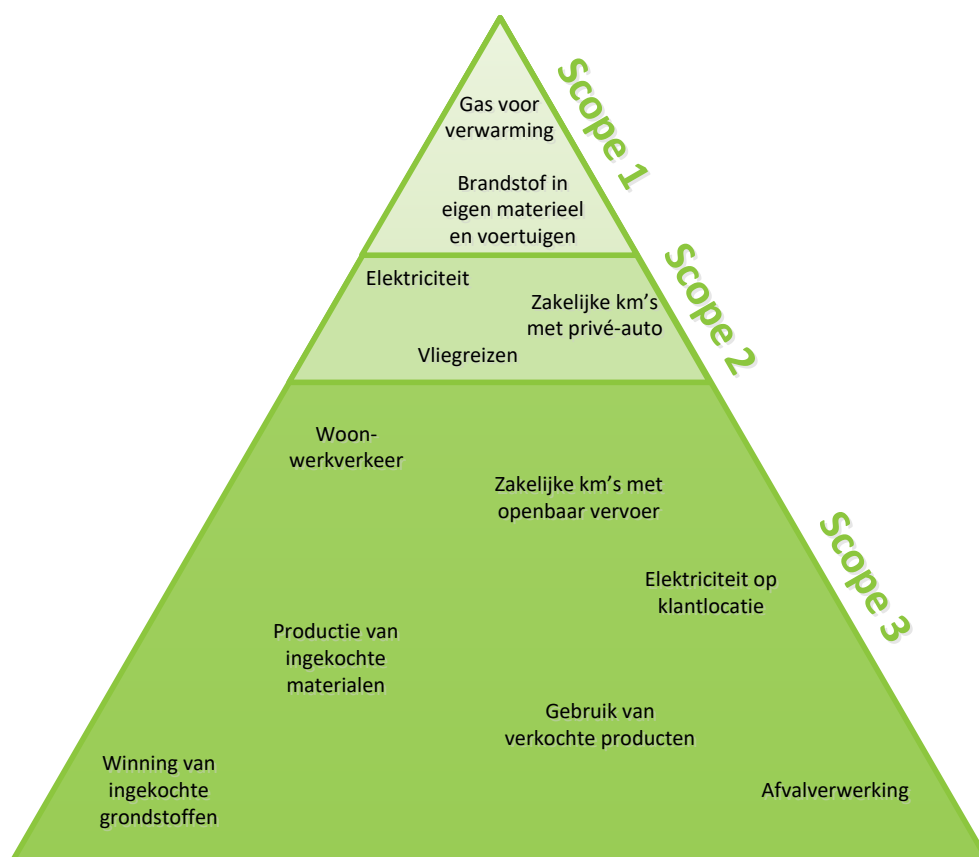 Scope 1
Gas voor
verwarming
Brandstof in
eigen materieel
en voertuigen
Scope 2
Elektriciteit
Zakelijke km's
met privé-auto
Vliegreizen
Scope 3
Woon-
werkverkeer
Zakelijke km's met
openbaar vervoer
Elektriciteit op
klantlocatie
Productie van
ingekochte
materialen
Gebruik van
verkochte producten
Winning van
ingekochte
grondstoffen
Afvalverwerking